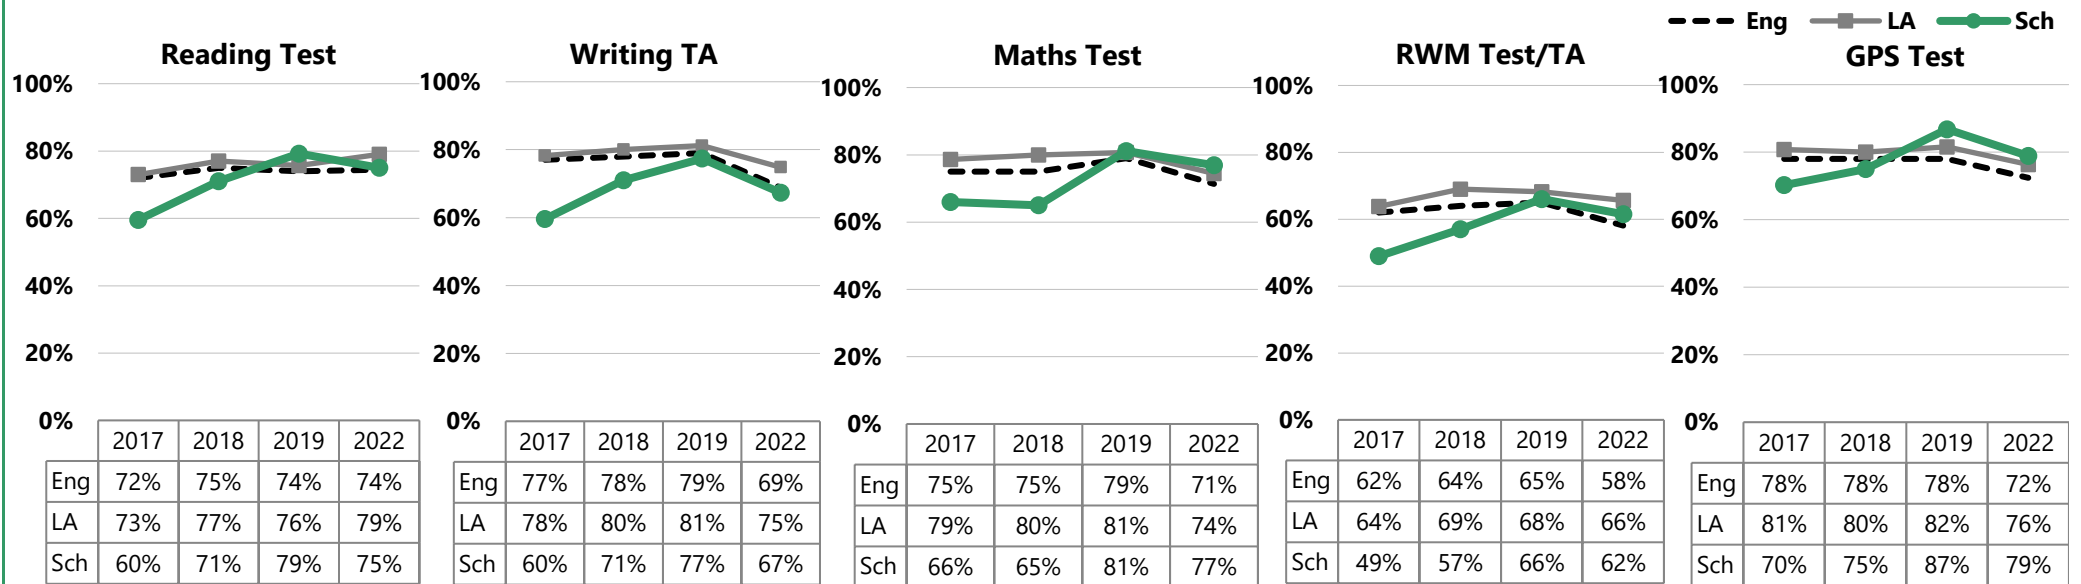 Eng LA Sch
Reading Test Writing TA Maths Test RWM Test/TA GPS Test
100% 100% 100% 100% 100%
80% 80% 80% 80% 80%
60% 60% 60% 60% 60%
40% 40% 40% 40% 40%
20% 20% 20% 20% 20%
0% 0% 0% 0% 0%
2017 2018 2019 2022 2017 2018 2019 2022 2017 2018 2019 2022 2017 2018 2019 2022 2017 2018 2019 2022
Eng 72% 75% 74% 74% Eng 77% 78% 79% 69% Eng 75% 75% 79% 71% Eng 62% 64% 65% 58% Eng 78% 78% 78% 72%
LA 73% 77% 76% 79% LA 78% 80% 81% 75% LA 79% 80% 81% 74% LA 64% 69% 68% 66% LA 81% 80% 82% 76%
Sch 60% 71% 79% 75% Sch 60% 71% 77% 67% Sch 66% 65% 81% 77% Sch 49% 57% 66% 62% Sch 70% 75% 87% 79%